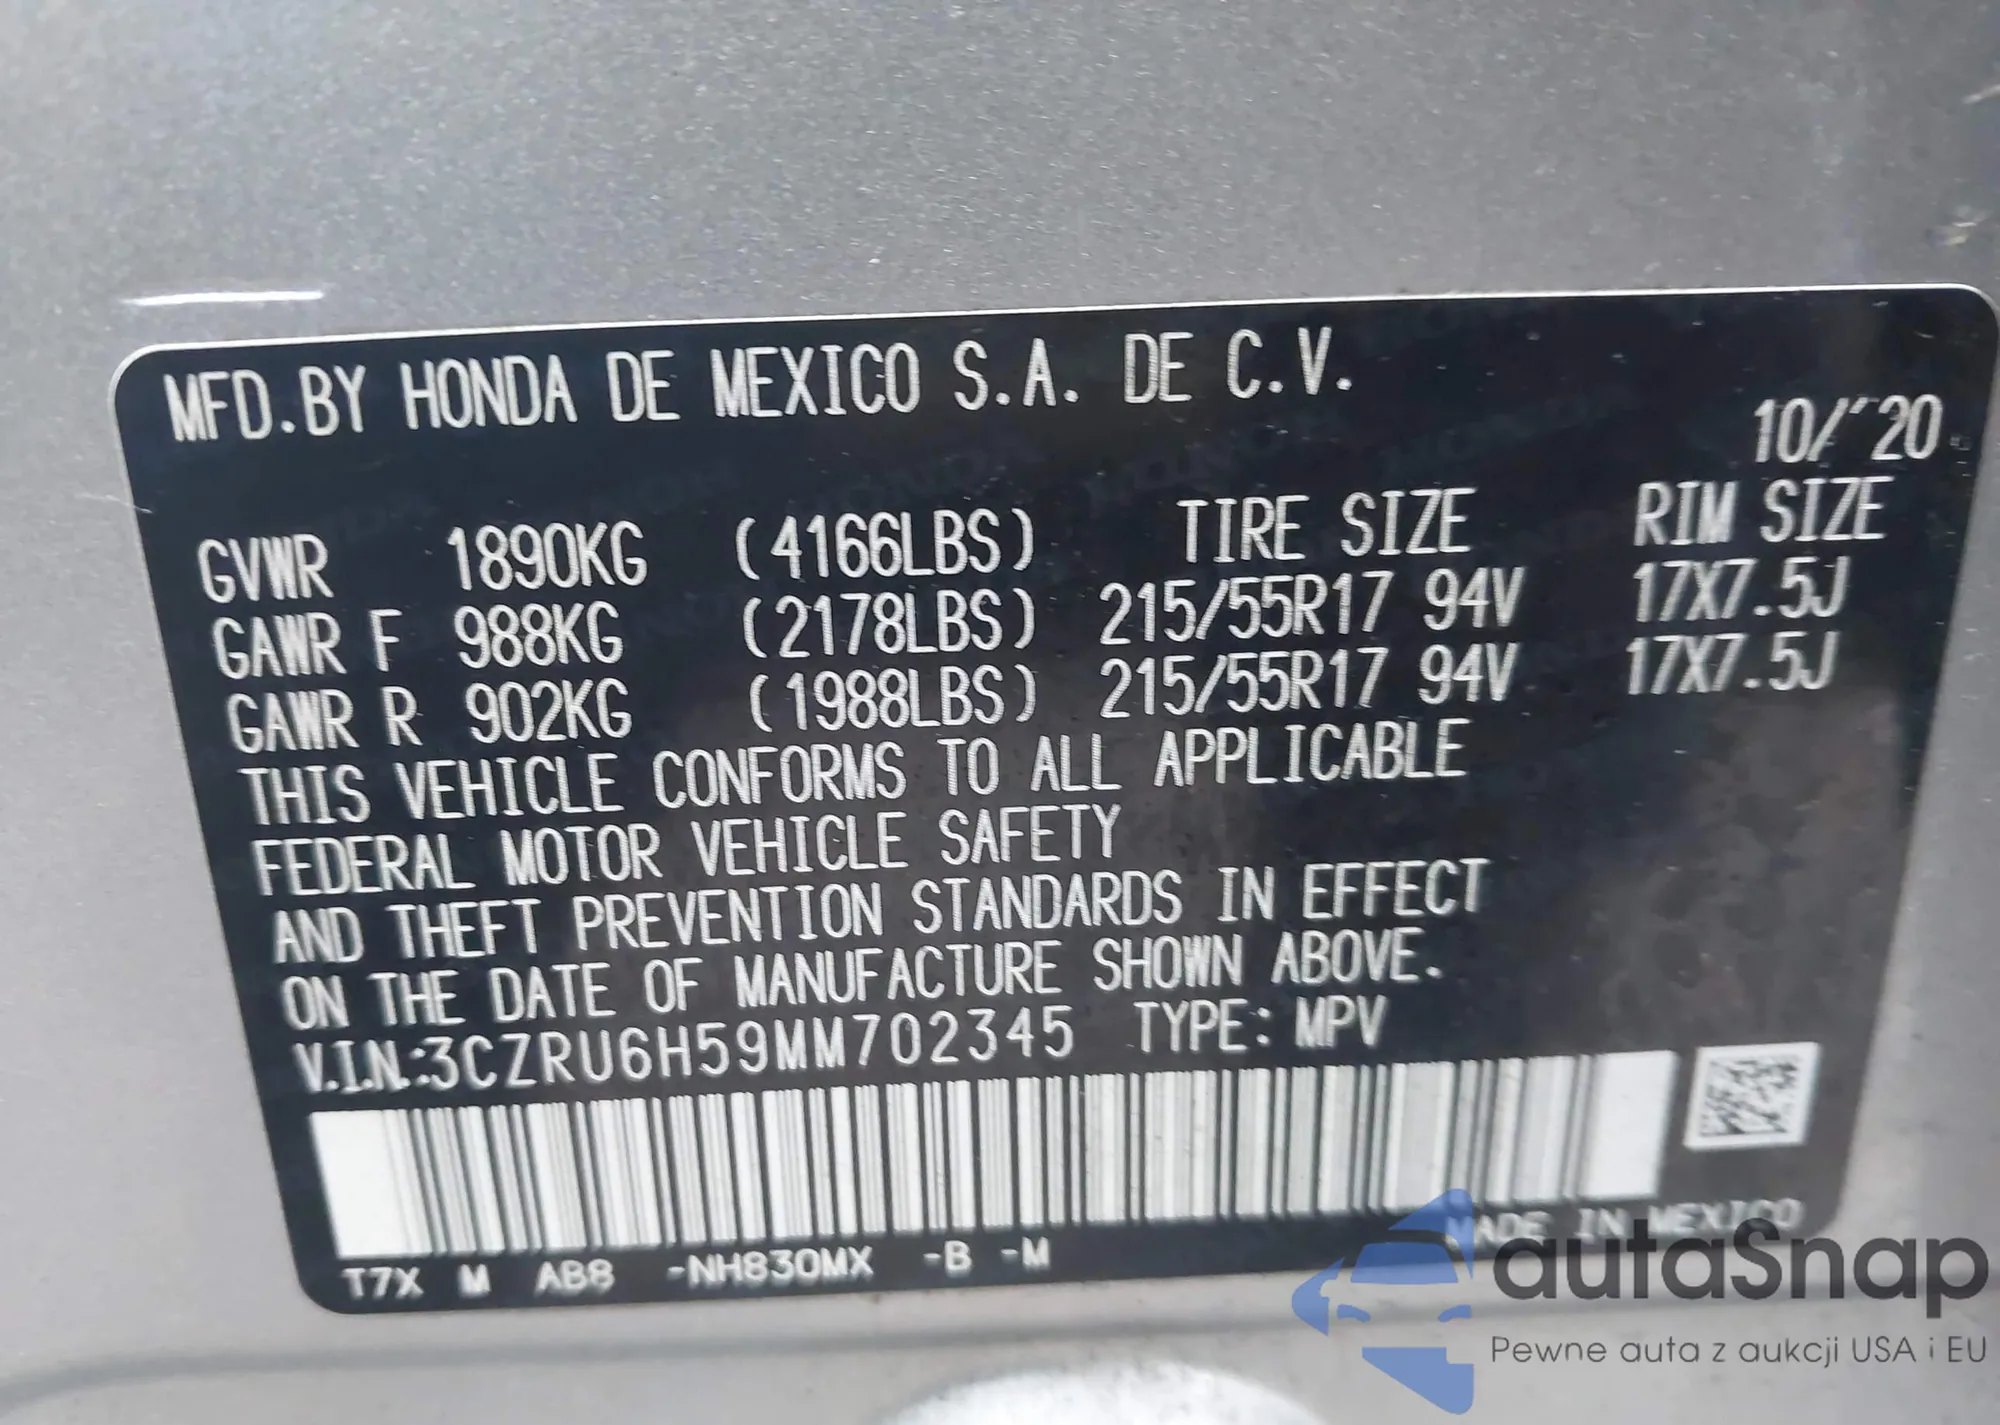 MFD.BY HONDA DE MEXICO S.A. DE C.V.
10/'20
GVWR 1890KG (4166LBS) TIRE SIZE RIM SIZE
GAWR F 988KG (2178LBS) 215/55R17 94V 17X7.5J
GAWR R 902KG (1988LBS) 215/55R17 94V 17X7.5J
THIS VEHICLE CONFORMS TO ALL APPLICABLE
FEDERAL MOTOR VEHICLE SAFETY
AND THEFT PREVENTION STANDARDS IN EFFECT
ON THE DATE OF MANUFACTURE SHOWN ABOVE.
V.I.N.:3CZRU6H59MM702345 TYPE: MPV
MADE IN MEXICO
T7X M AB8 -NH830MX -B -M
autaSnap
Pewne auta z aukcji USA i EU